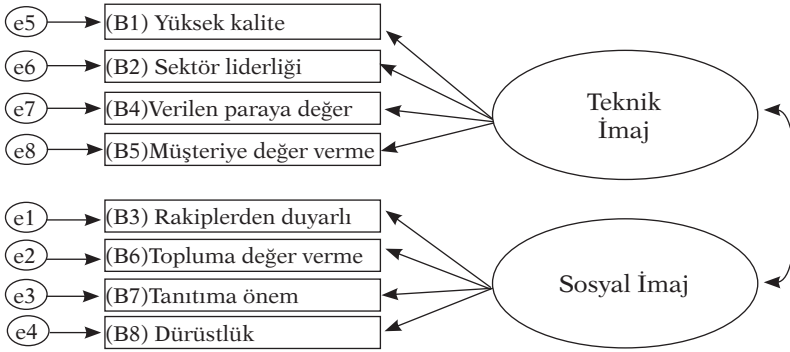 e5 (B1) Yüksek kalite
e6 (B2) Sektör liderliği
e7 (B4)Verilen paraya değer
e8 (B5)Müşteriye değer verme
Teknik
İmaj
e1 (B3) Rakiplerden duyarlı
e2 (B6)Topluma değer verme
e3 (B7)Tanıtıma önem
e4 (B8) Dürüstlük
Sosyal İmaj